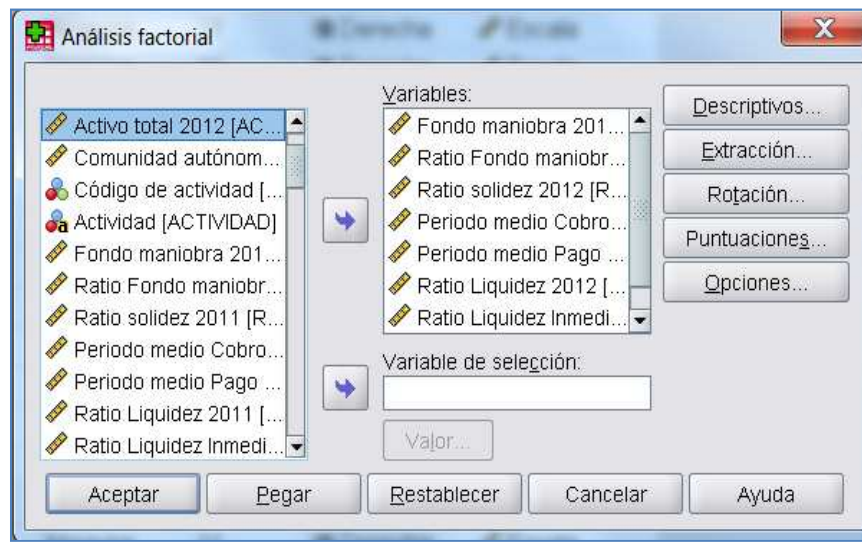 Análisis factorial
Activo total 2012 [AC...
Comunidad autónom...
Código de actividad [...
Actividad [ACTIVIDAD]
Fondo maniobra 201...
Ratio Fondo maniobr...
Ratio solidez 2011 [R...
Periodo medio Cobro...
Periodo medio Pago ...
Ratio Liquidez 2011 [...
Ratio Liquidez Inmedi...
Variables:
Fondo maniobra 201...
Ratio Fondo maniobr...
Ratio solidez 2012 [R...
Periodo medio Cobro...
Periodo medio Pago ...
Ratio Liquidez 2012 [...
Ratio Liquidez Inmedi...
Variable de selección:
Valor...
Descriptivos...
Extracción...
Rotación...
Puntuaciones...
Opciones...
Aceptar
Pegar
Restablecer
Cancelar
Ayuda